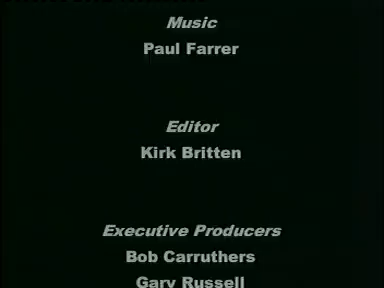 Music
Paul Farrer
Editor
Kirk Britten
Executive Producers
Bob Carruthers
Gary Russell